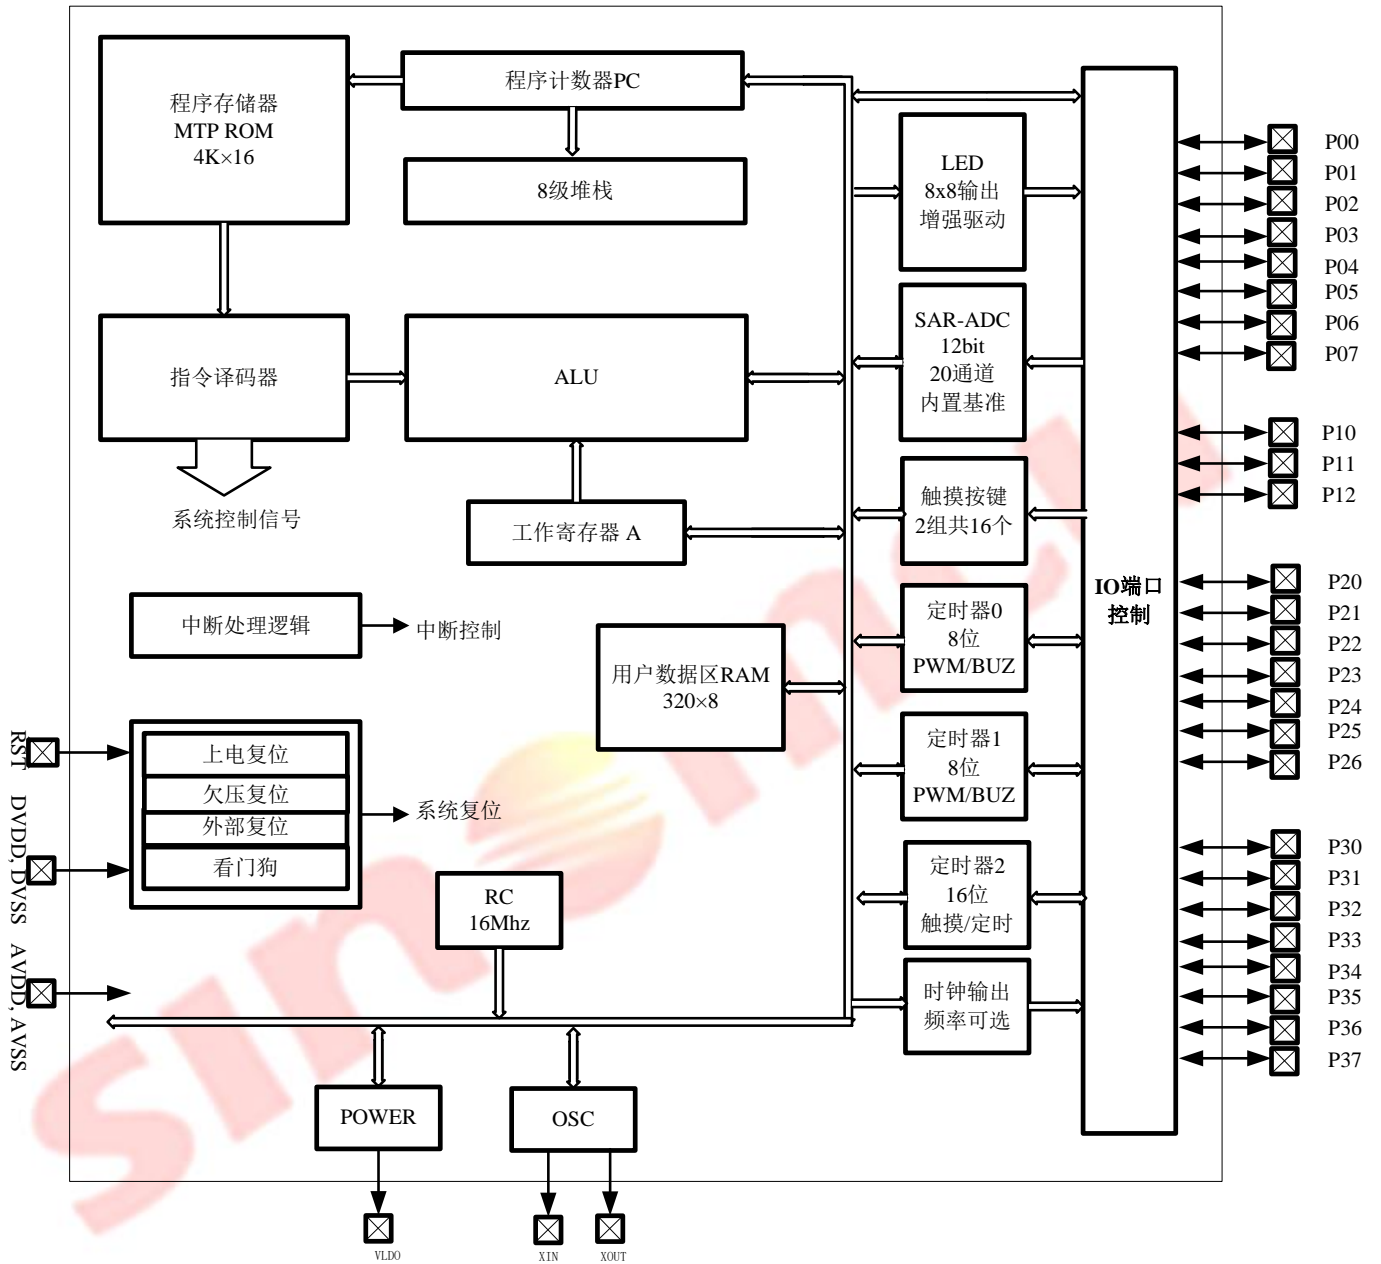 程序存储器
MTP ROM
4K×16
程序计数器PC
8级堆栈
指令译码器
ALU
系统控制信号
工作寄存器 A
中断处理逻辑
中断控制
用户数据区RAM
320×8
上电复位
欠压复位
外部复位
看门狗
系统复位
RST
DVDD, DVSS
AVDD, AVSS
RC
16Mhz
POWER
OSC
VLDO
XIN
XOUT
LED
8x8输出
增强驱动
SAR-ADC
12bit
20通道
内置基准
触摸按键
2组共16个
定时器0
8位
PWM/BUZ
定时器1
8位
PWM/BUZ
定时器2
16位
触摸/定时
时钟输出
频率可选
IO端口
控制
P00
P01
P02
P03
P04
P05
P06
P07
P10
P11
P12
P20
P21
P22
P23
P24
P25
P26
P30
P31
P32
P33
P34
P35
P36
P37